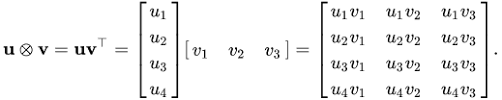 u ⊗ v = uv⊤ = [u1 u2 u3 u4] [ v1 v2 v3 ] = [u1v1 u1v2 u1v3
u2v1 u2v2 u2v3
u3v1 u3v2 u3v3
u4v1 u4v2 u4v3].